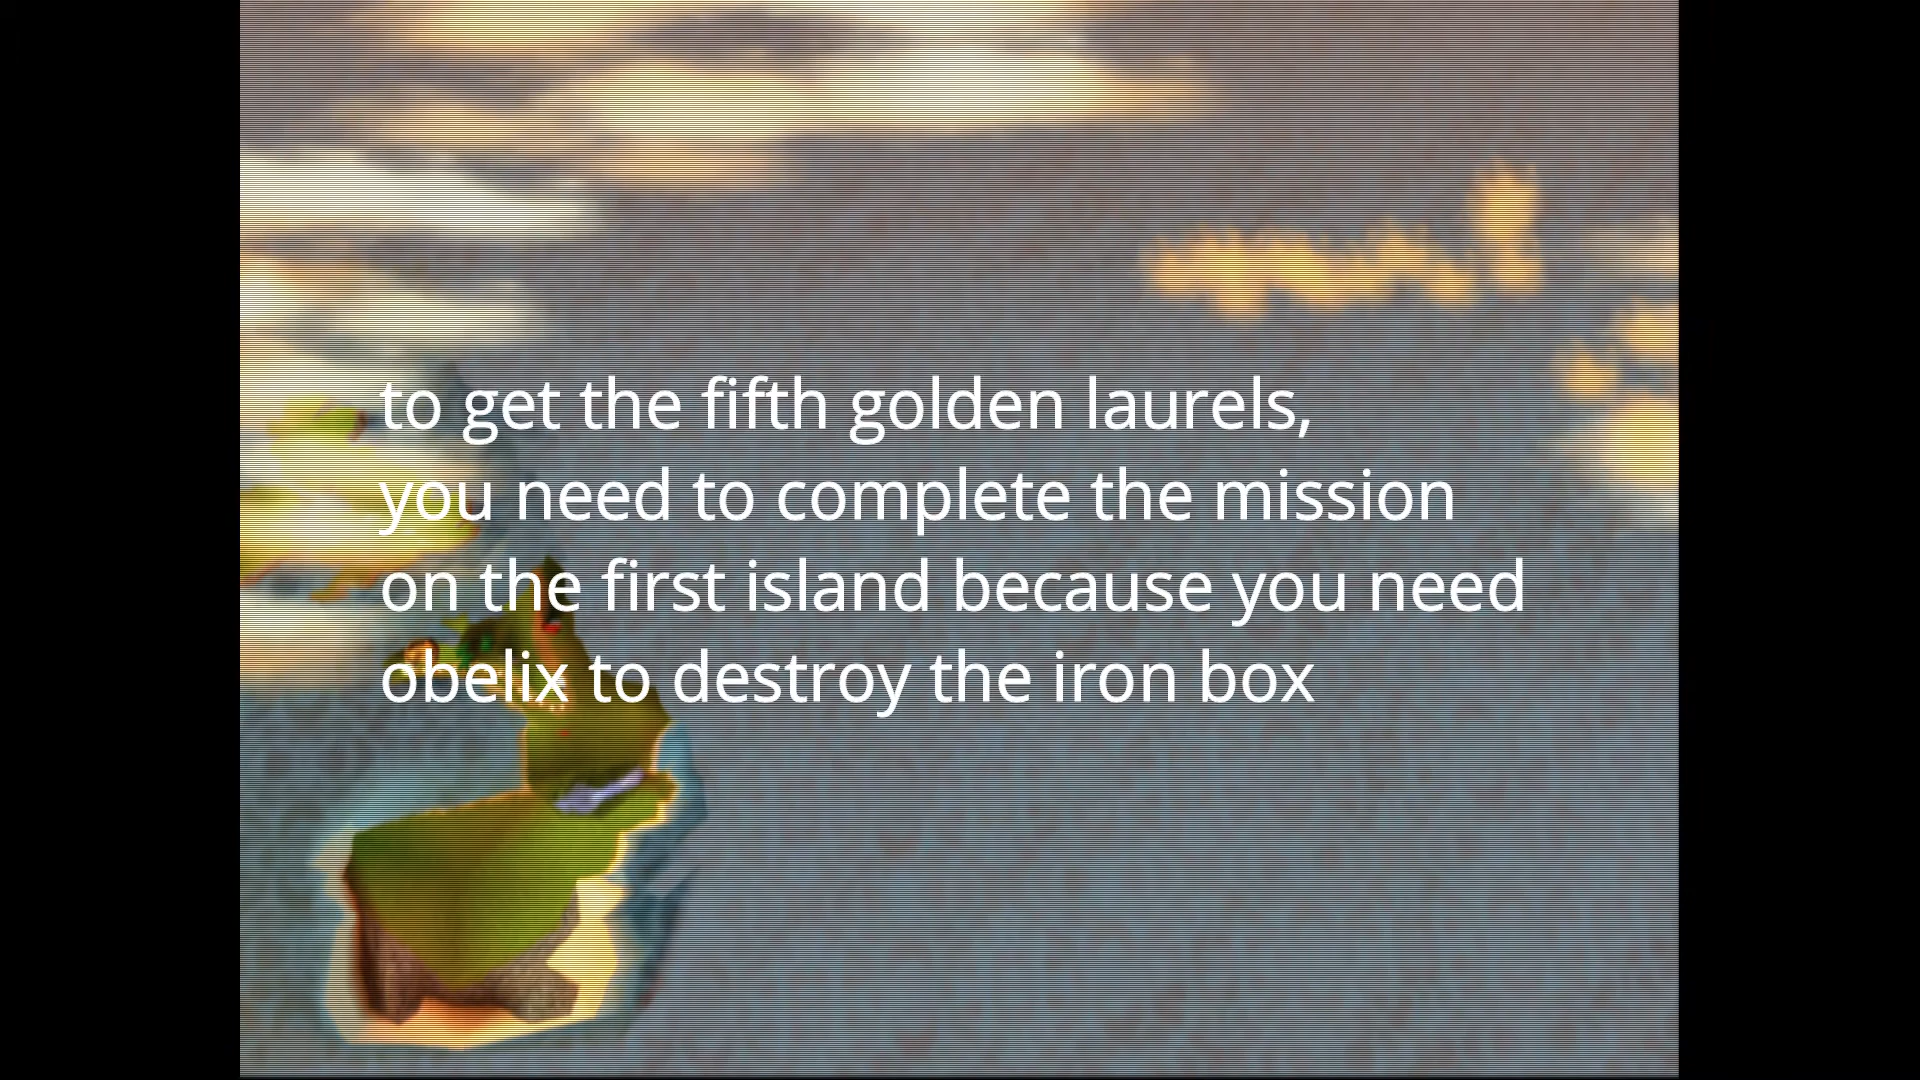 to get the fifth golden laurels,
you need to complete the mission
on the first island because you need
obelix to destroy the iron box